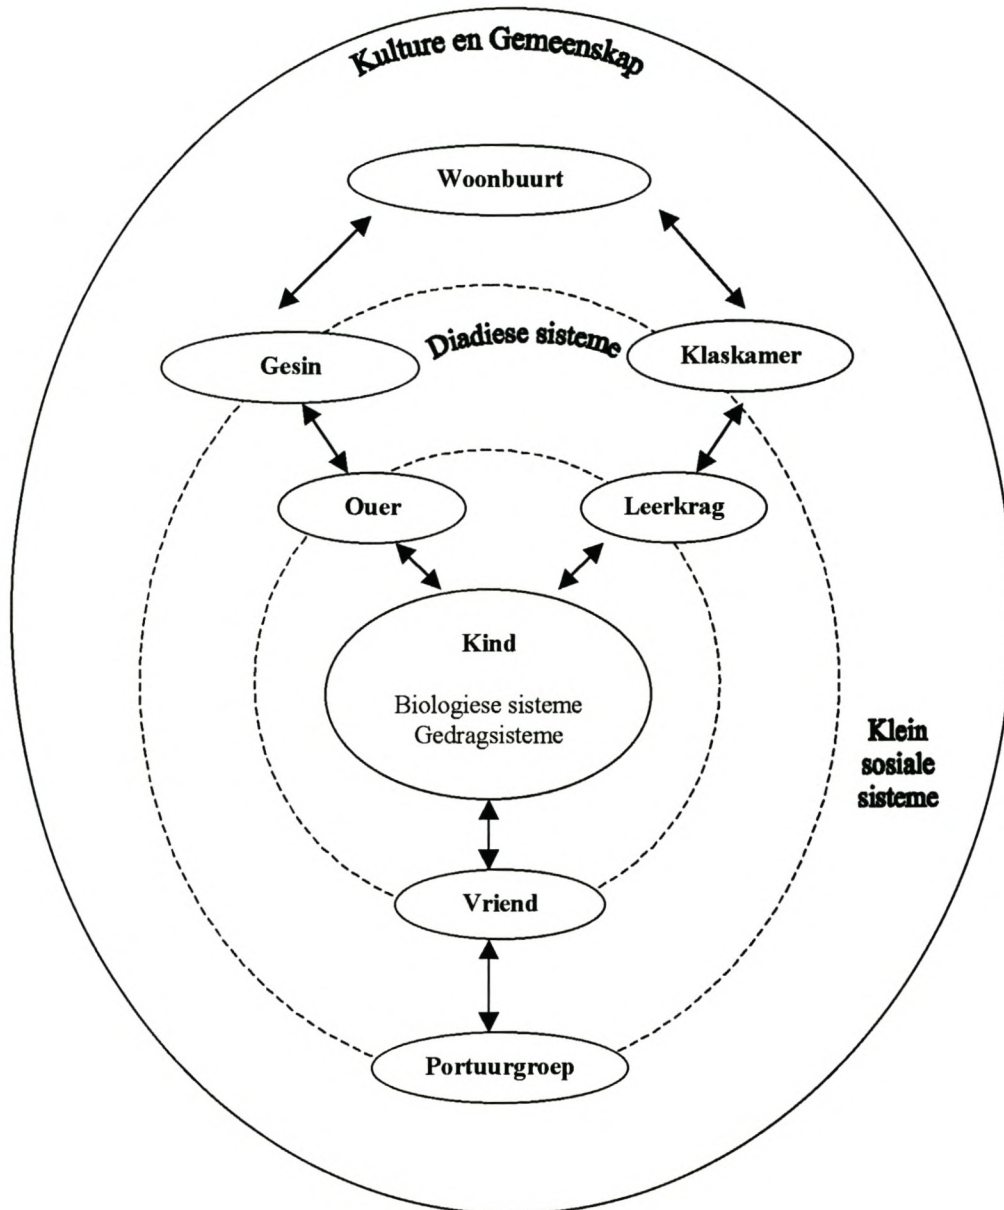 Kulture en Gemeenskap
Woonbuurt
Diadiese sisteme
Gesin
Klaskamer
Ouer
Leerkrag
Kind
Biologiese sisteme
Gedragsisteme
Klein
sosiale
sisteme
Vriend
Portuurgroep